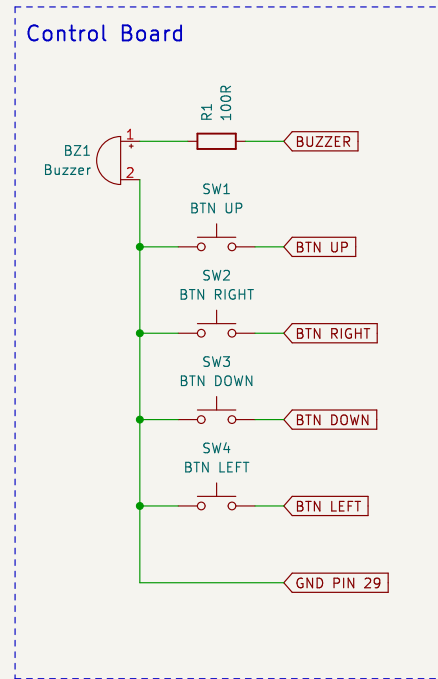 Control Board
R1
100R
1
+
BUZZER
BZ1
Buzzer
2
SW1
BTN UP
BTN UP
SW2
BTN RIGHT
BTN RIGHT
SW3
BTN DOWN
BTN DOWN
SW4
BTN LEFT
BTN LEFT
GND PIN 29